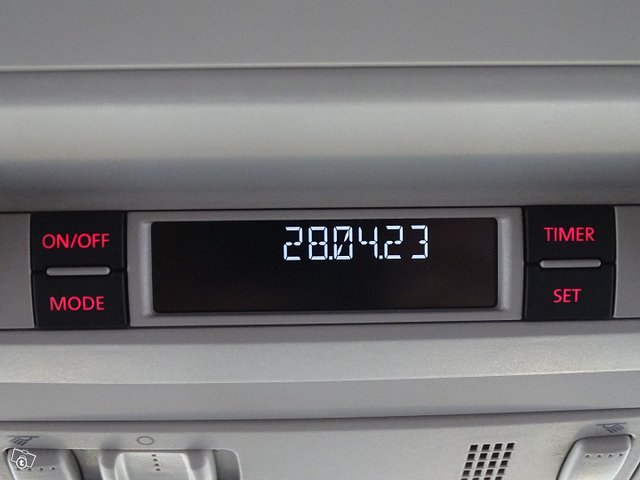 ON/OFF
MODE
28.04.23
TIMER
SET